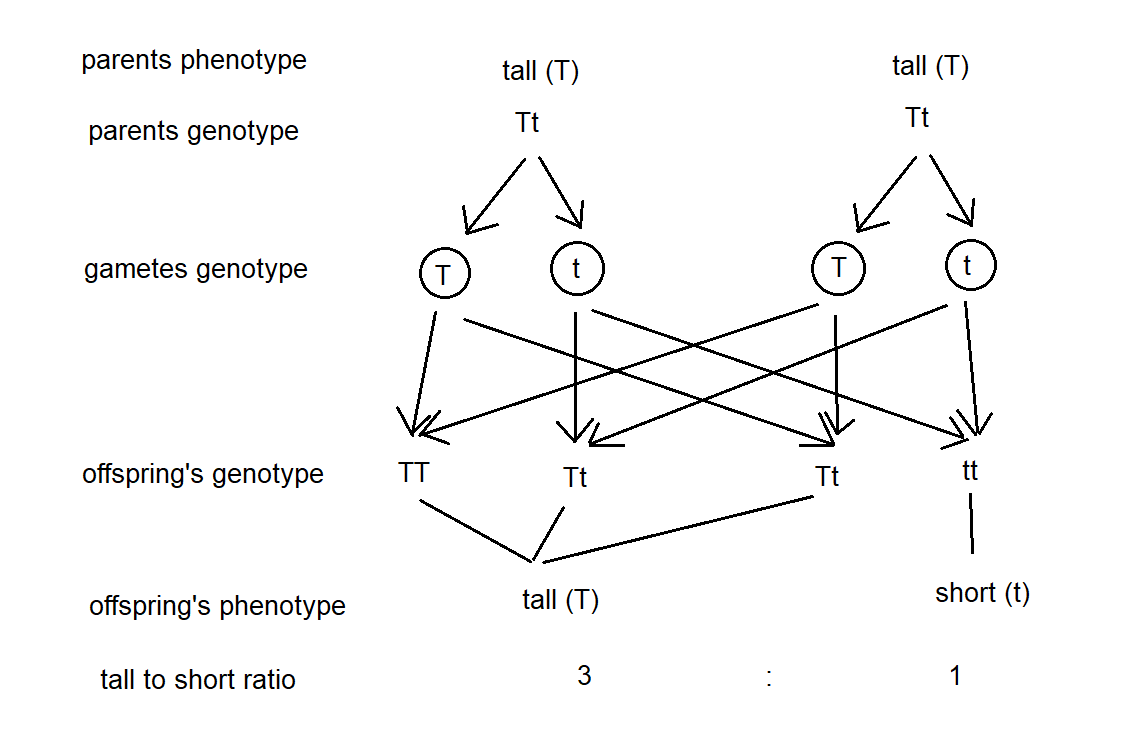 parents phenotype tall (T) tall (T)
parents genotype Tt Tt
gametes genotype T t T t
offspring's genotype TT Tt Tt tt
offspring's phenotype tall (T) short (t)
tall to short ratio 3 : 1